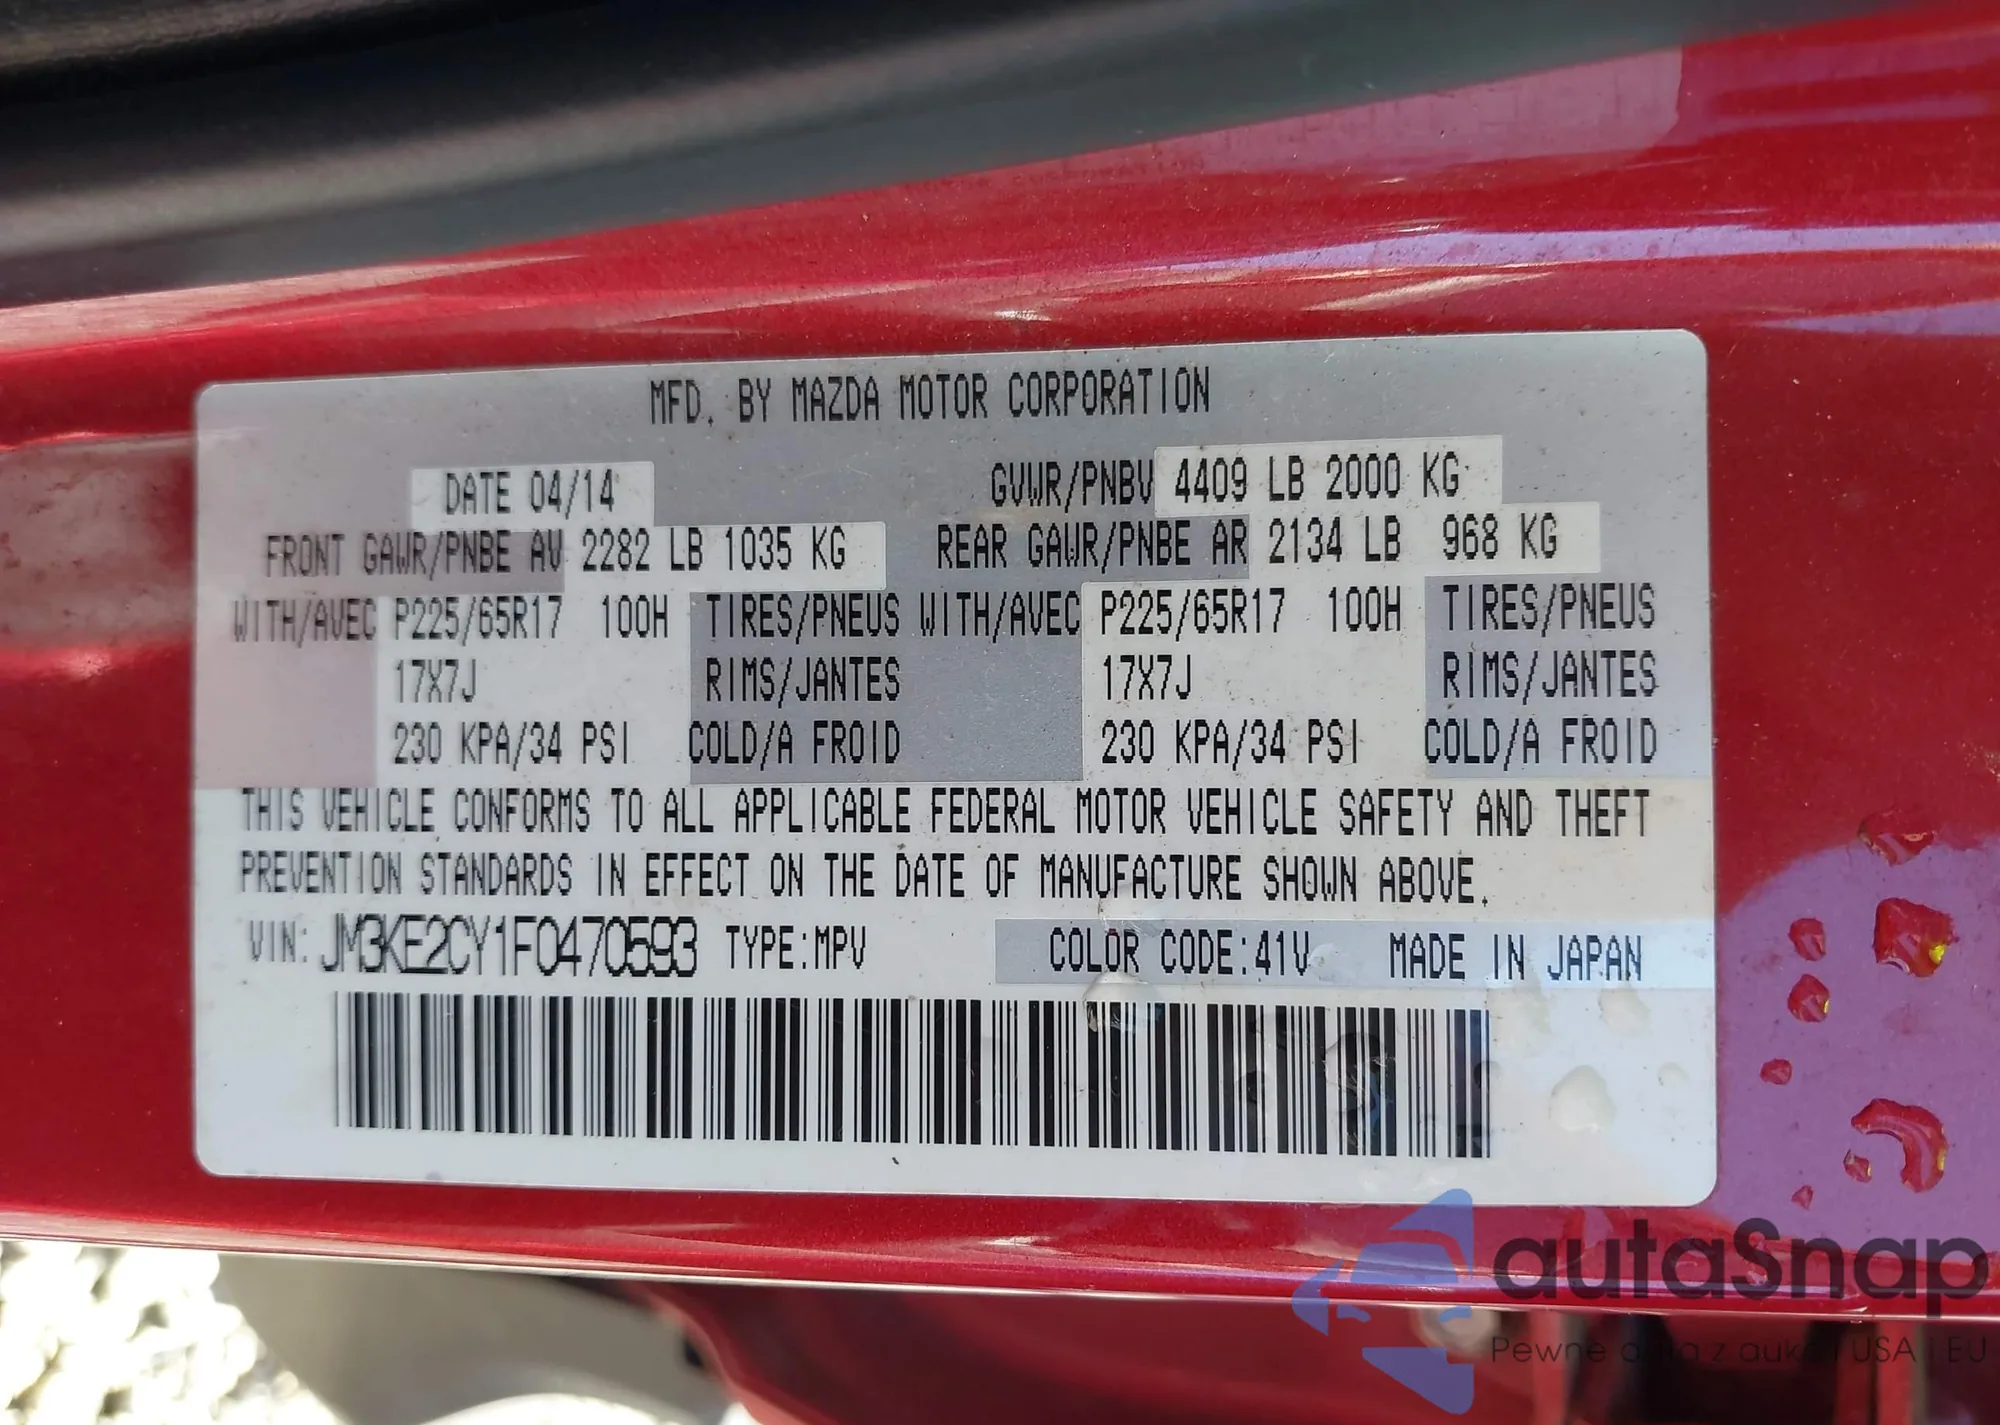 MFD. BY MAZDA MOTOR CORPORATION
DATE 04/14 GVWR/PNBV 4409 LB 2000 KG
FRONT GAWR/PNBE AV 2282 LB 1035 KG REAR GAWR/PNBE AR 2134 LB 968 KG
WITH/AVEC P225/65R17 100H TIRES/PNEUS WITH/AVEC P225/65R17 100H TIRES/PNEUS
17X7J RIMS/JANTES 17X7J RIMS/JANTES
230 KPA/34 PSI COLD/A FROID 230 KPA/34 PSI COLD/A FROID
THIS VEHICLE CONFORMS TO ALL APPLICABLE FEDERAL MOTOR VEHICLE SAFETY AND THEFT
PREVENTION STANDARDS IN EFFECT ON THE DATE OF MANUFACTURE SHOWN ABOVE.
VIN: JM3KE2CY1F0470593 TYPE:MPV COLOR CODE:41V MADE IN JAPAN
autaSnap
Pewne auta z aukcji USA i EU